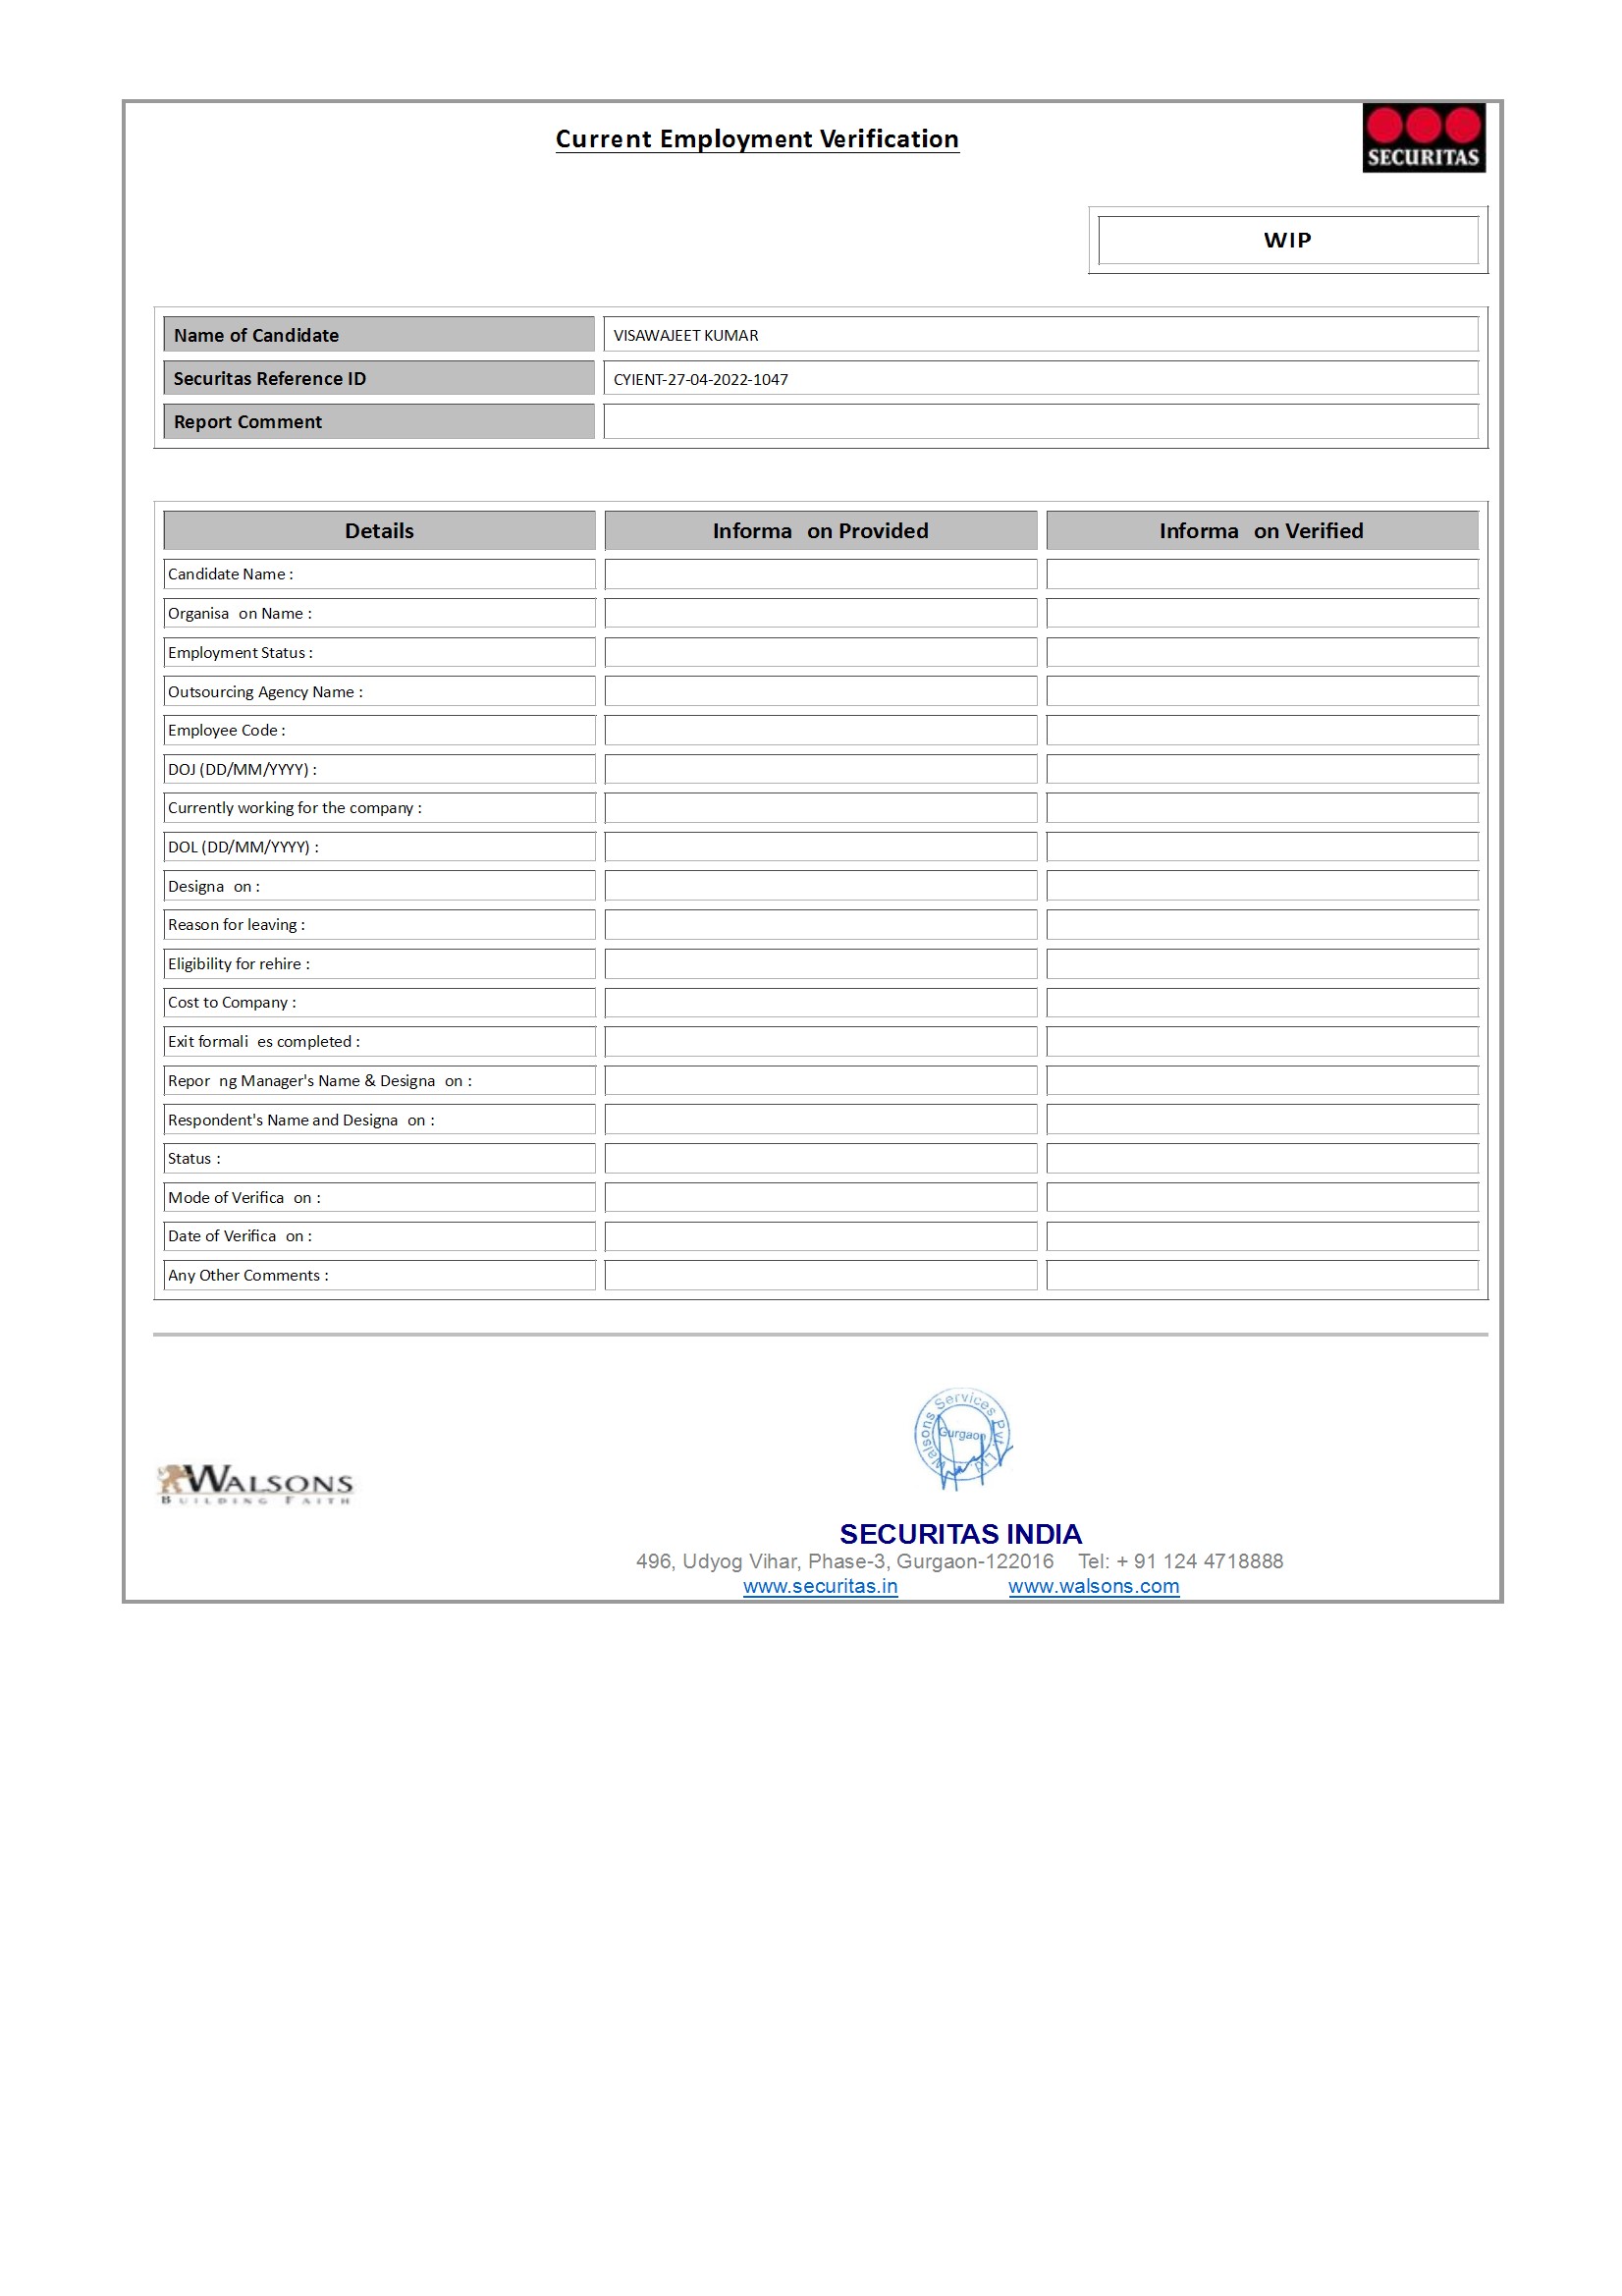 Current Employment Verification
SECURITAS
WIP
Name of Candidate VISAWAJEET KUMAR
Securitas Reference ID CYIENT-27-04-2022-1047
Report Comment
Details Informa on Provided Informa on Verified
Candidate Name :
Organisa on Name :
Employment Status :
Outsourcing Agency Name :
Employee Code :
DOJ (DD/MM/YYYY) :
Currently working for the company :
DOL (DD/MM/YYYY) :
Designa on :
Reason for leaving :
Eligibility for rehire :
Cost to Company :
Exit formali es completed :
Repor ng Manager's Name & Designa on :
Respondent's Name and Designa on :
Status :
Mode of Verifica on :
Date of Verifica on :
Any Other Comments :
Walsons Services Pvt. Ltd.
Gurgaon
WALSONS
BUILDING FAITH
SECURITAS INDIA
496, Udyog Vihar, Phase-3, Gurgaon-122016 Tel: + 91 124 4718888
www.securitas.in www.walsons.com